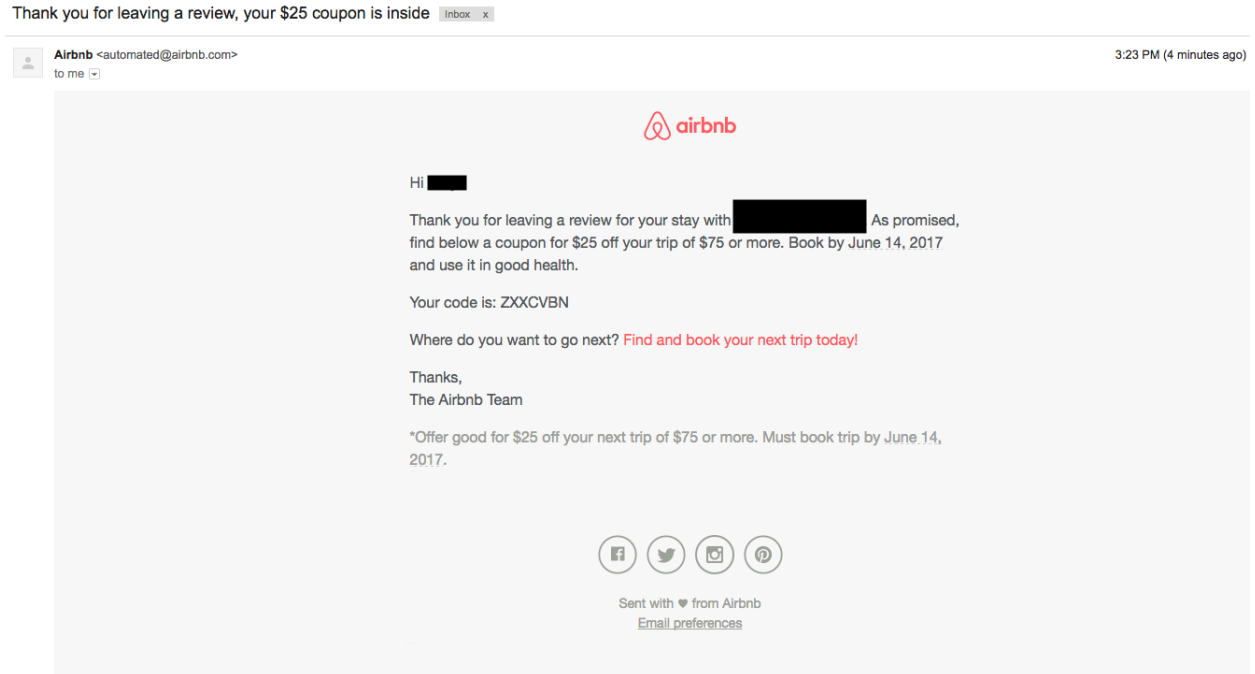 Thank you for leaving a review, your $25 coupon is inside Inbox x
Airbnb <automated@airbnb.com> 3:23 PM (4 minutes ago)
to me
airbnb
Hi
Thank you for leaving a review for your stay with As promised,
find below a coupon for $25 off your trip of $75 or more. Book by June 14, 2017
and use it in good health.
Your code is: ZXXCVBN
Where do you want to go next? Find and book your next trip today!
Thanks,
The Airbnb Team
*Offer good for $25 off your next trip of $75 or more. Must book trip by June 14,
2017.
Sent with ♥ from Airbnb
Email preferences